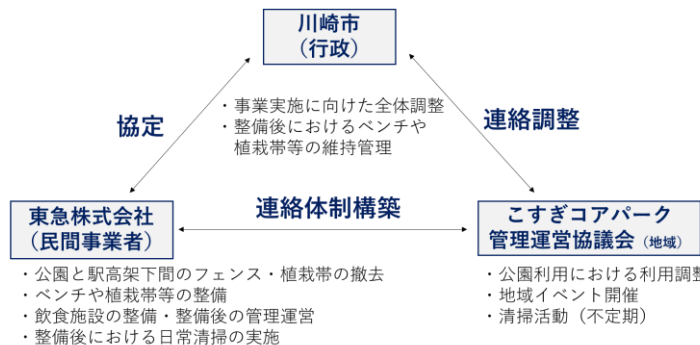 川崎市
（行政）
・事業実施に向けた全体調整
・整備後におけるベンチや
植栽帯等の維持管理
協定
連絡調整
連絡体制構築
東急株式会社
（民間事業者）
・公園と駅高架下間のフェンス・植栽帯の撤去
・ベンチや植栽帯等の整備
・飲食施設の整備・整備後の管理運営
・整備後における日常清掃の実施
こすぎコアパーク
管理運営協議会（地域）
・公園利用における利用調整
・地域イベント開催
・清掃活動（不定期）